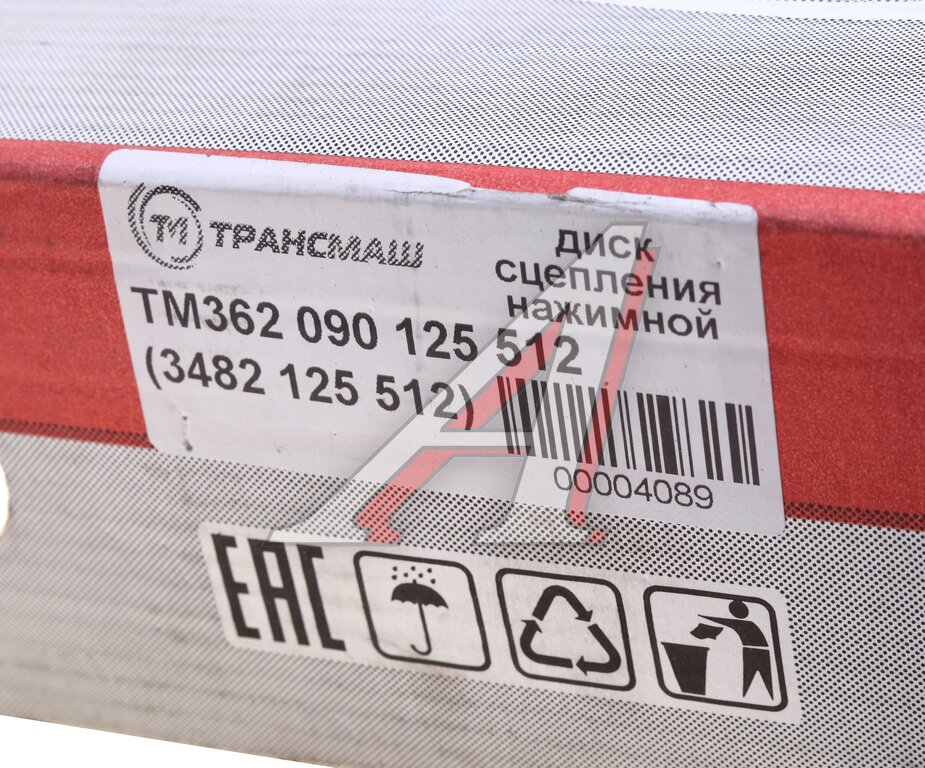 ТМ ТРАНСМАШ
ДИСК
СЦЕПЛЕНИЯ
НАЖИМНОЙ
ТМ362 090 125 512
(3482 125 512)
00004089
EAC